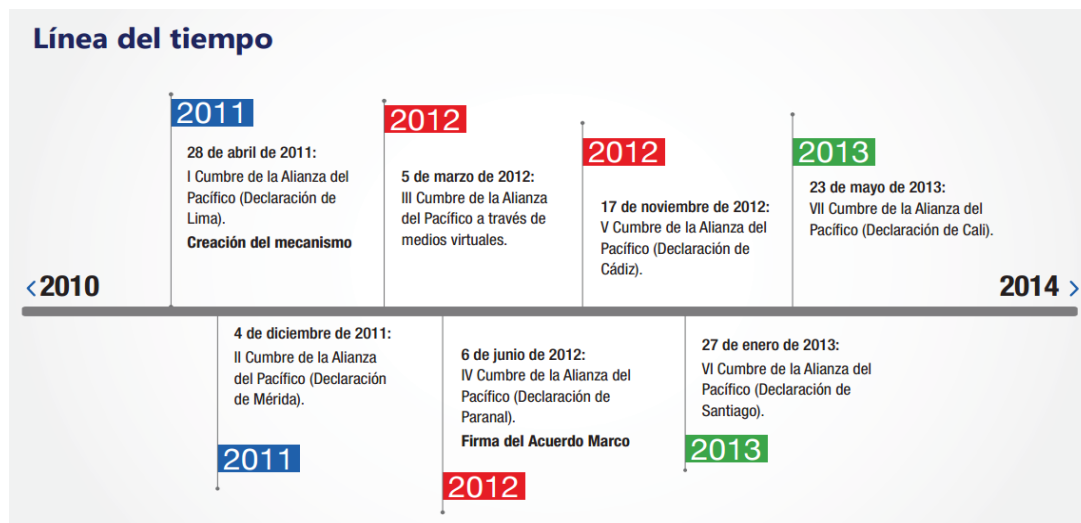 Línea del tiempo
2011
28 de abril de 2011:
I Cumbre de la Alianza del
Pacífico (Declaración de
Lima).
Creación del mecanismo
2012
5 de marzo de 2012:
III Cumbre de la Alianza
del Pacífico a través de
medios virtuales.
2012
17 de noviembre de 2012:
V Cumbre de la Alianza del
Pacífico (Declaración de
Cádiz).
2013
23 de mayo de 2013:
VII Cumbre de la Alianza del
Pacífico (Declaración de Cali).
‹2010
2014 ›
4 de diciembre de 2011:
II Cumbre de la Alianza
del Pacífico (Declaración
de Mérida).
2011
6 de junio de 2012:
IV Cumbre de la Alianza del
Pacífico (Declaración de
Paranal).
Firma del Acuerdo Marco
2012
27 de enero de 2013:
VI Cumbre de la Alianza del
Pacífico (Declaración de
Santiago).
2013